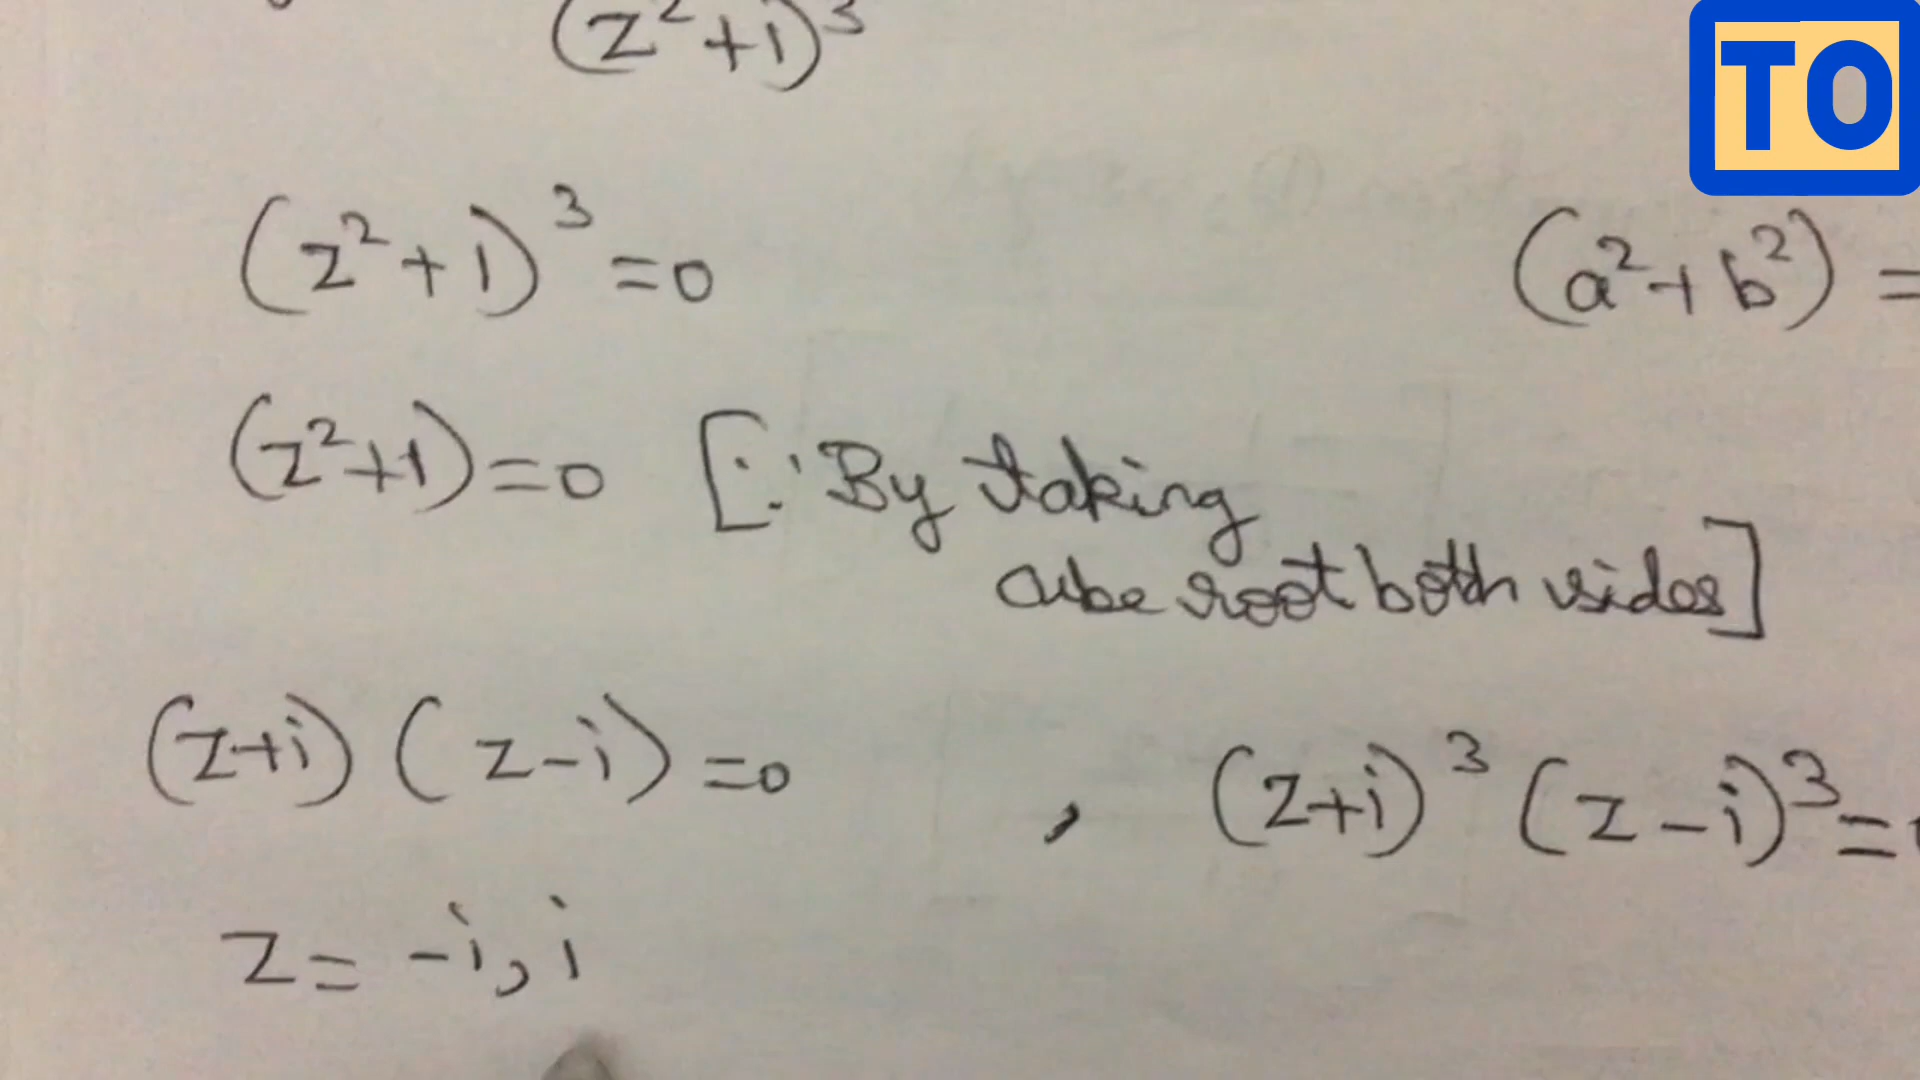 (z²+1)³
TO
(z²+1)³=0
(a²+b²)=
(z²+1)=0 [∵ By taking
cube root both sides]
(z+i)(z-i)=0 , (z+i)³(z-i)³=
z=-i,i